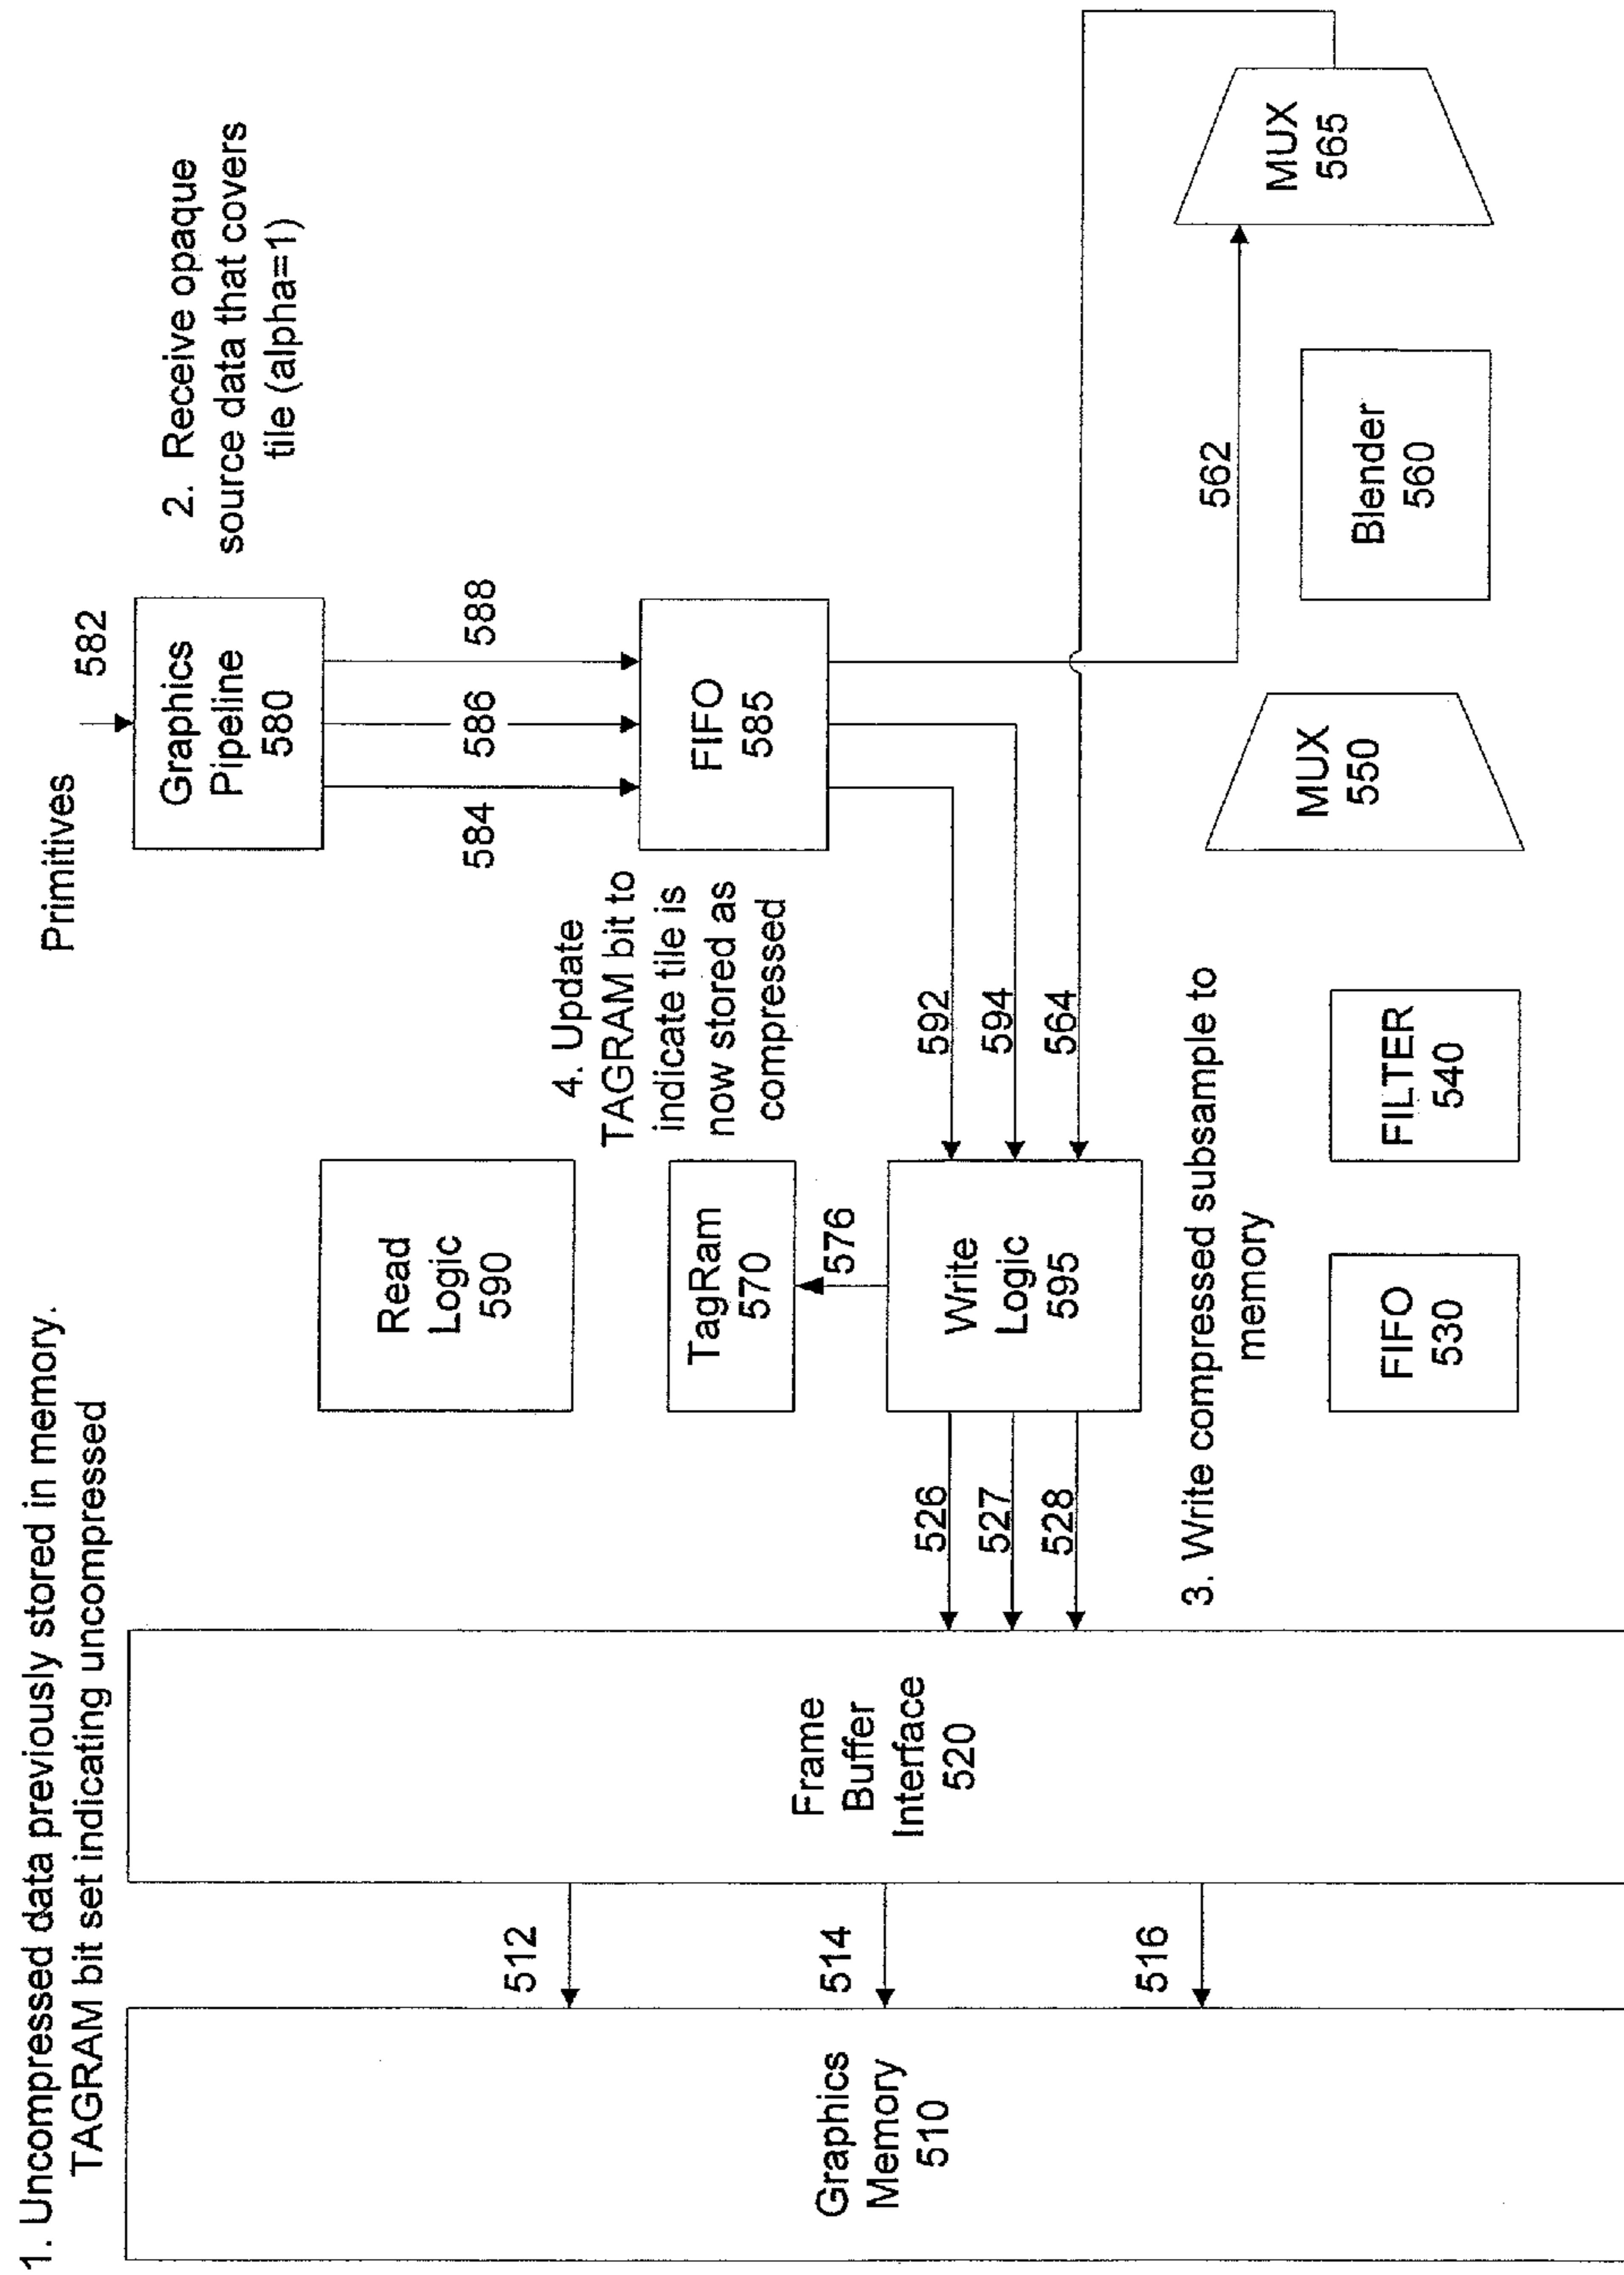 1. Uncompressed data previously stored in memory.
TAGRAM bit set indicating uncompressed
Primitives
582
Graphics
Pipeline
580
2. Receive opaque
source data that covers
tile (alpha=1)
584
586
588
FIFO
585
4. Update
TAGRAM bit to
indicate tile is
now stored as
compressed
Read
Logic
590
TagRam
570
576
Write
Logic
595
592
594
564
526
527
528
3. Write compressed subsample to
memory
Graphics
Memory
510
512
514
516
Frame
Buffer
Interface
520
FIFO
530
FILTER
540
MUX
550
Blender
560
562
MUX
565